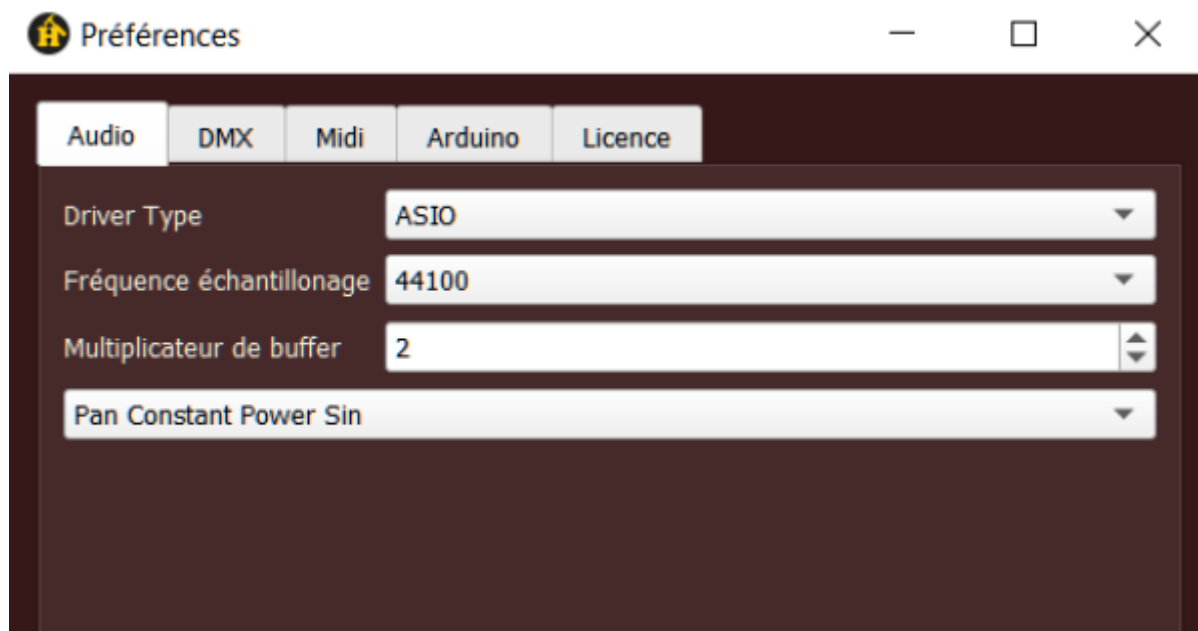 Préférences
Audio DMX Midi Arduino Licence
Driver Type ASIO
Fréquence échantillonage 44100
Multiplicateur de buffer 2
Pan Constant Power Sin